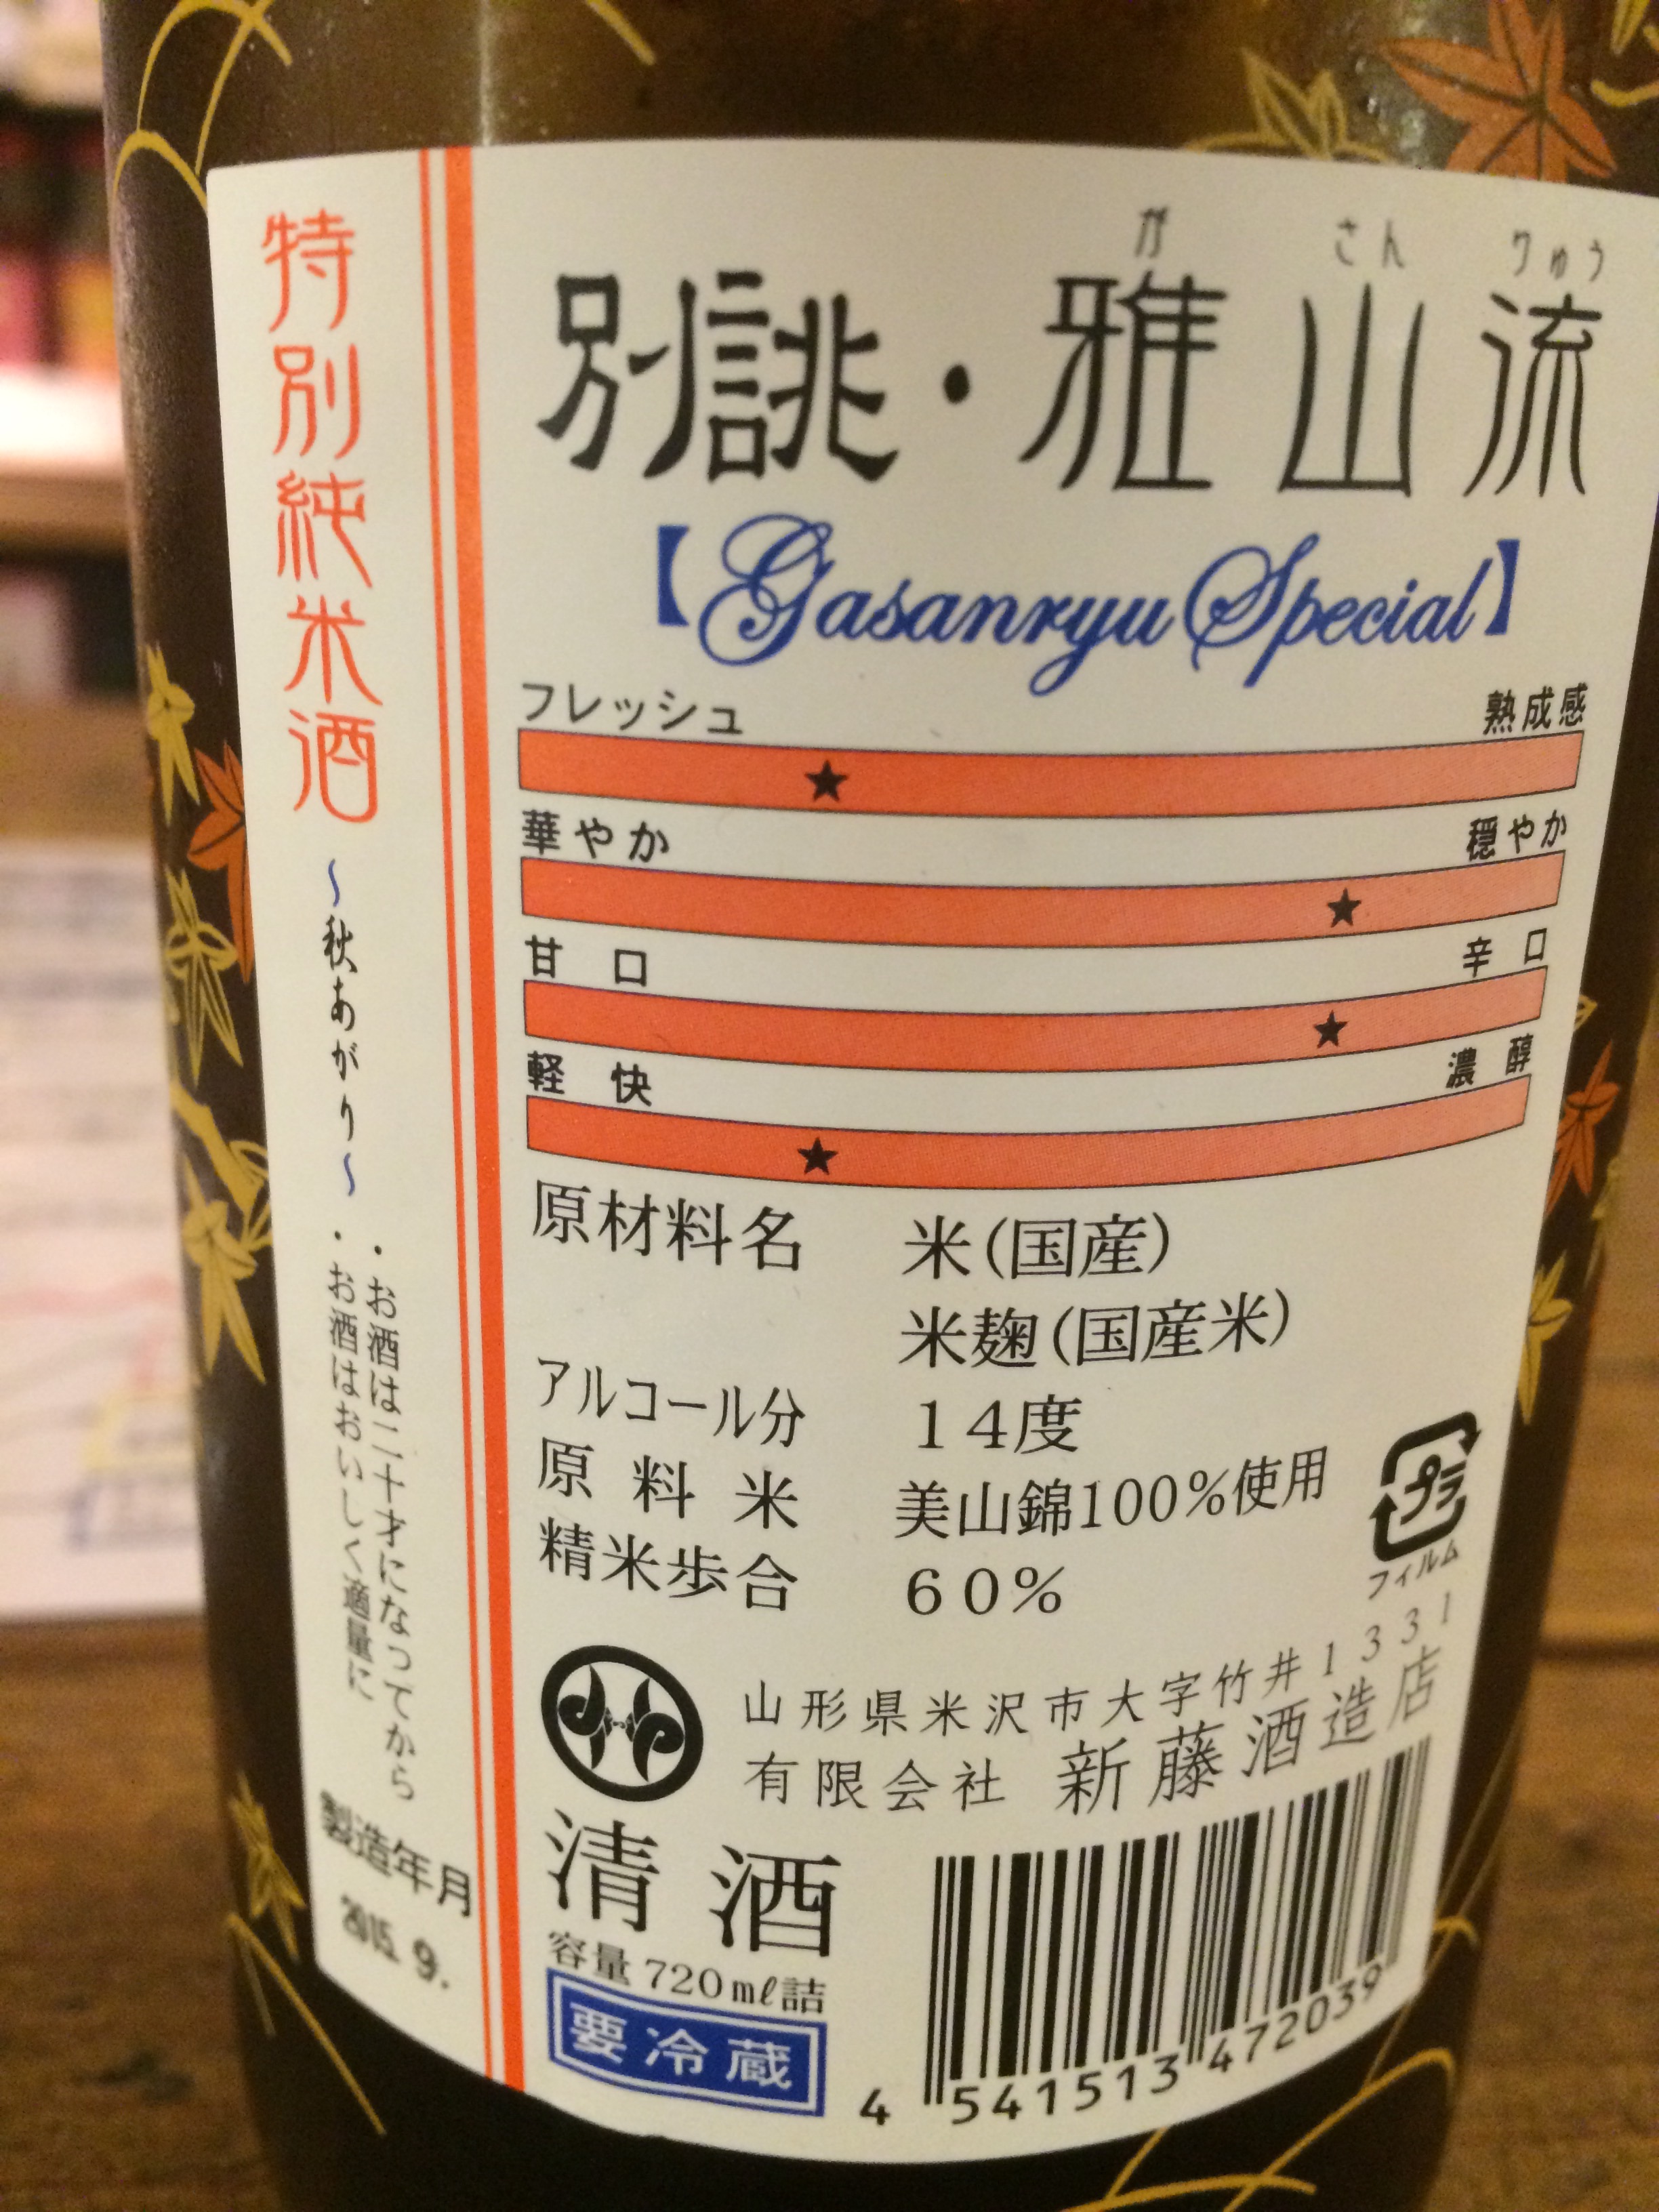 特別純米酒
〜秋あがり〜
・お酒は二十才になってから
・お酒はおいしく適量に
製造年月
2015. 9.
が さん りゅう
別誂・雅山流
【Gasanryu Special】
フレッシュ 熟成感
華やか 穏やか
甘口 辛口
軽快 濃醇
原材料名 米(国産)
米麹(国産米)
アルコール分 14度
原料米 美山錦100%使用
精米歩合 60%
プラ
フィルム
山形県米沢市大字竹井1331
有限会社 新藤酒造店
清酒
容量 720mℓ詰
要冷蔵
4 541513 472039